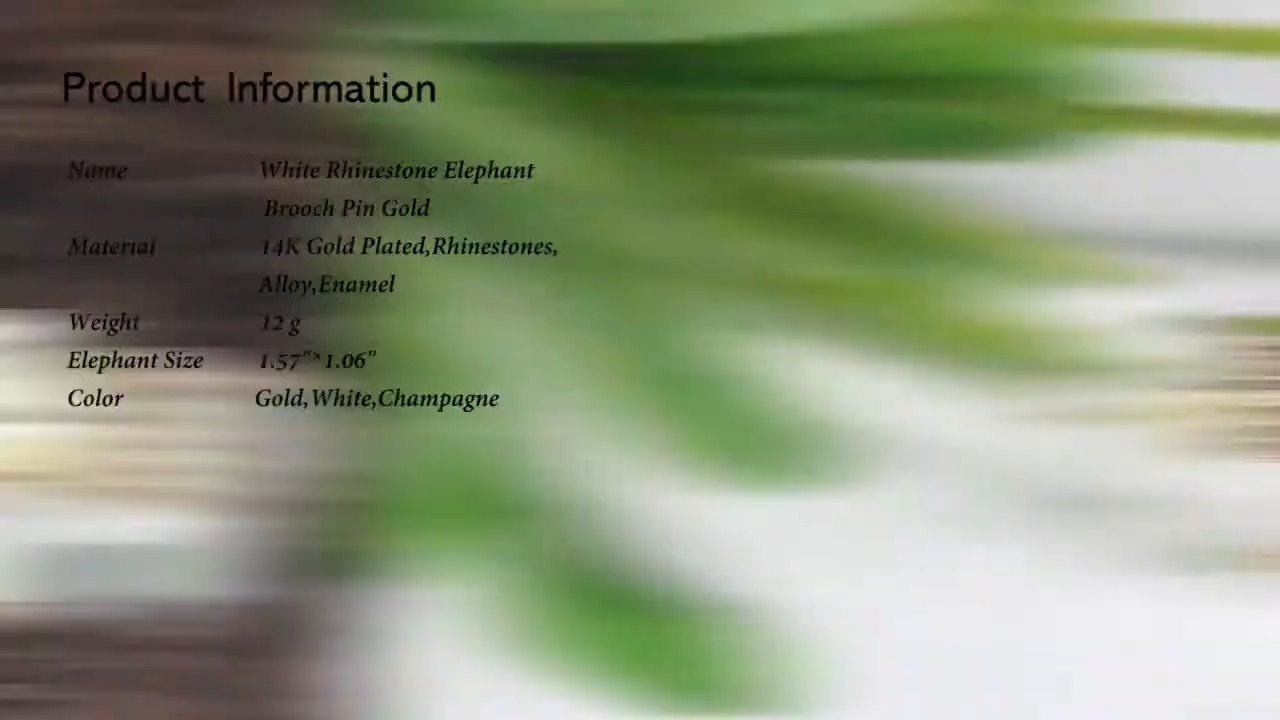 Product Information
Name White Rhinestone Elephant
Brooch Pin Gold
Material 14K Gold Plated,Rhinestones,
Alloy,Enamel
Weight 12 g
Elephant Size 1.57"*1.06"
Color Gold,White,Champagne